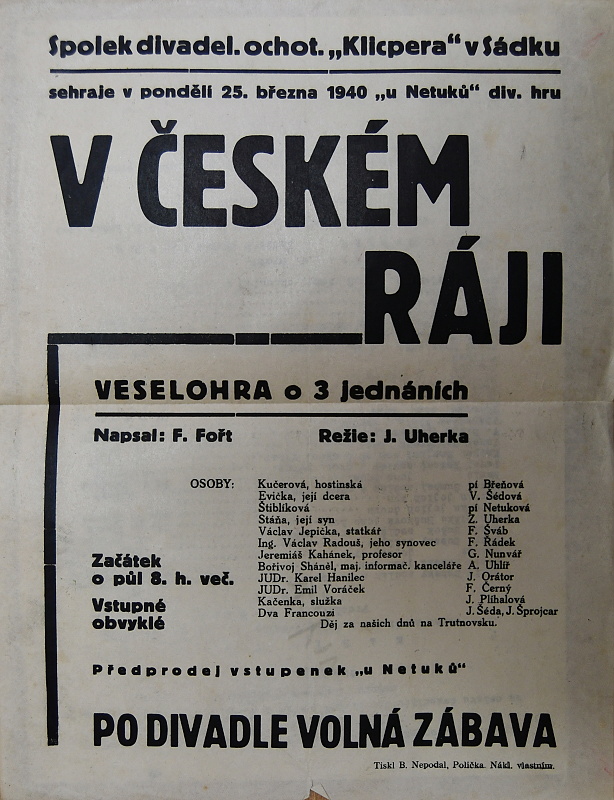 Spolek divadel. ochot. „Klicpera“ v Sádku
sehraje v pondělí 25. března 1940 „u Netuků“ div. hru
V ČESKÉM
RÁJI
VESELOHRA o 3 jednáních
Napsal: F. Fořt Režie: J. Uherka
OSOBY: Kučerová, hostinská pí Břeňová
Evička, její dcera V. Šédová
Štiblíková pí Netuková
Stáňa, její syn Z. Uherka
Václav Jepička, statkář F. Šváb
Ing. Václav Radouš, jeho synovec F. Řádek
Jeremiáš Kahánek, profesor G. Nunvář
Bořivoj Sháněl, maj. informač. kanceláře A. Uhlíř
JUDr. Karel Hanilec J. Orátor
JUDr. Emil Voráček F. Černý
Kačenka, služka J. Plíhalová
Dva Francouzi J. Šéda, J. Šprojcar
Děj za našich dnů na Trutnovsku.
Začátek
o půl 8. h. več.
Vstupné
obvyklé
Předprodej vstupenek „u Netuků“
PO DIVADLE VOLNÁ ZÁBAVA
Tiskl B. Nepodal, Polička. Nákl. vlastním.